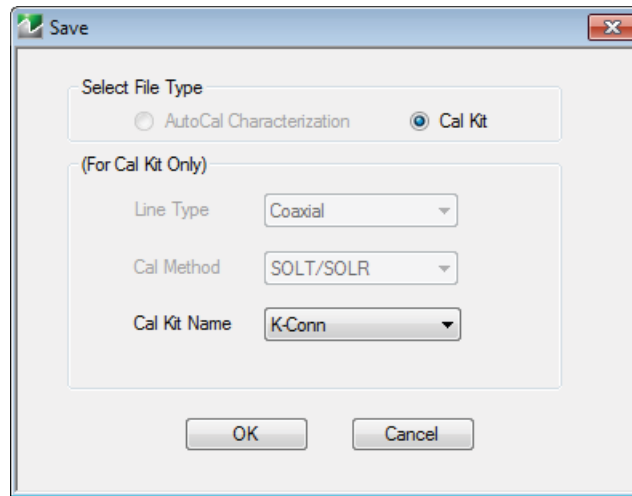 Save
Select File Type
AutoCal Characterization
Cal Kit
(For Cal Kit Only)
Line Type
Coaxial
Cal Method
SOLT/SOLR
Cal Kit Name
K-Conn
OK
Cancel